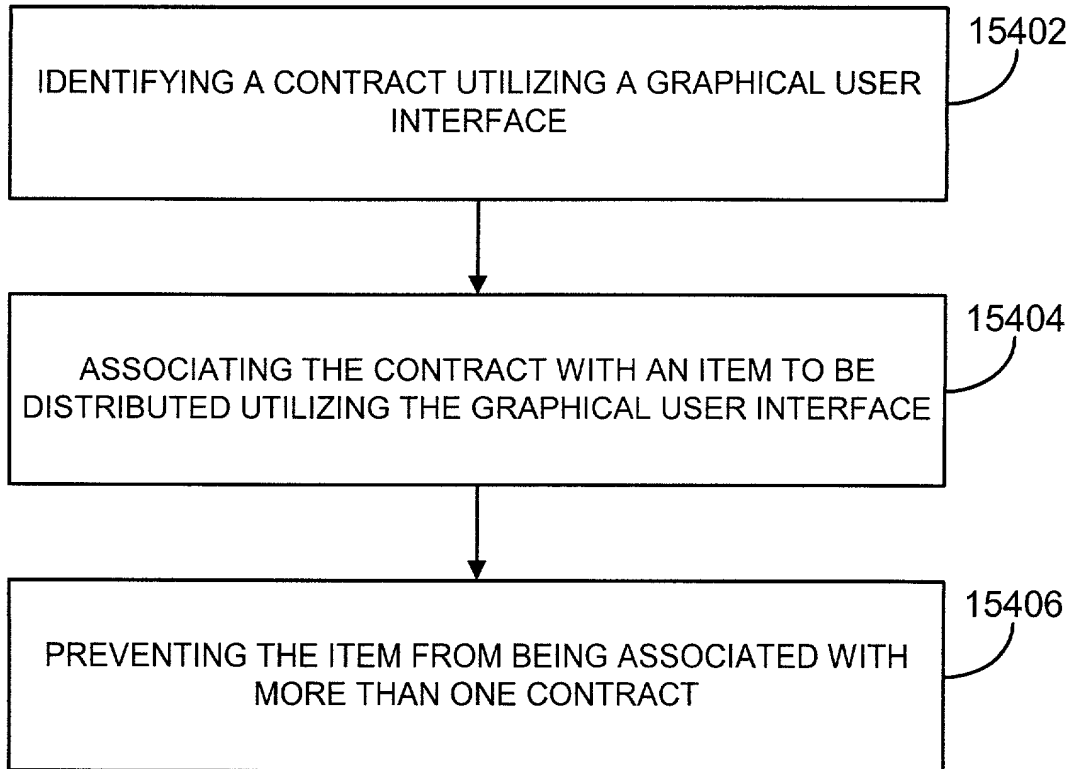 15402
IDENTIFYING A CONTRACT UTILIZING A GRAPHICAL USER
INTERFACE
15404
ASSOCIATING THE CONTRACT WITH AN ITEM TO BE
DISTRIBUTED UTILIZING THE GRAPHICAL USER INTERFACE
15406
PREVENTING THE ITEM FROM BEING ASSOCIATED WITH
MORE THAN ONE CONTRACT